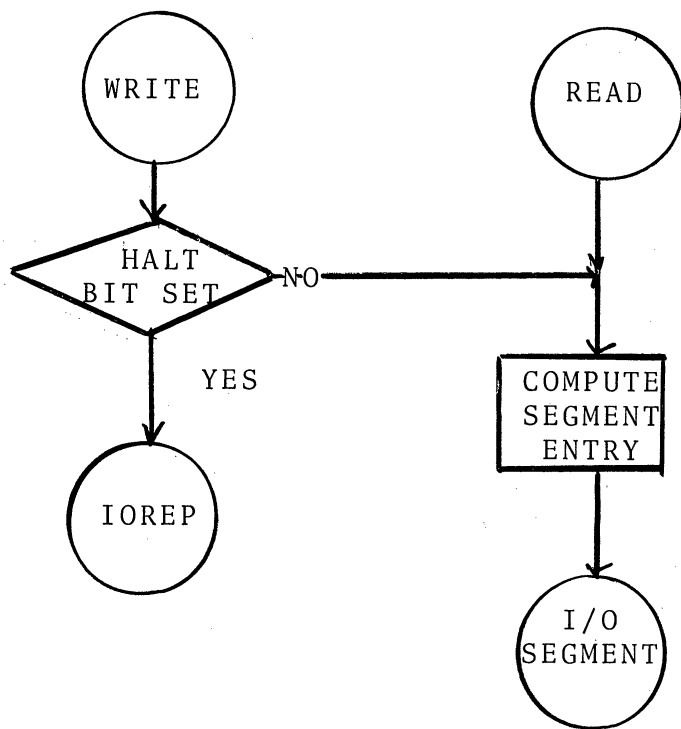 WRITE
READ
HALT
BIT SET
NO
YES
COMPUTE
SEGMENT
ENTRY
IOREP
I/O
SEGMENT